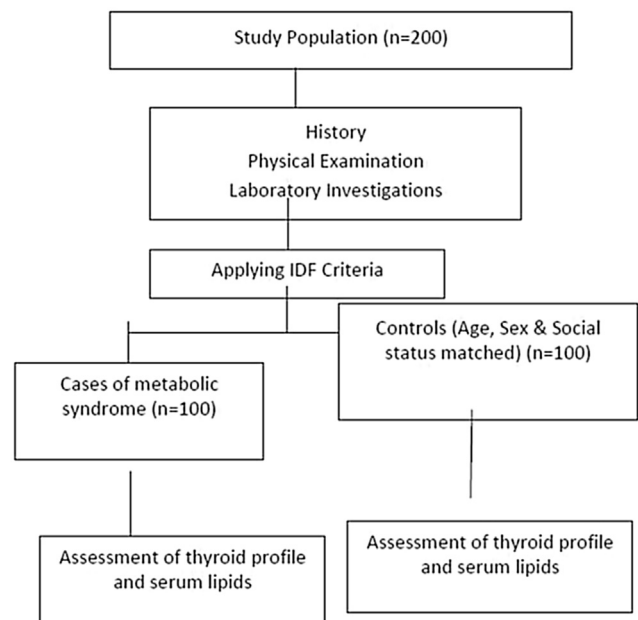 Study Population (n=200)
History
Physical Examination
Laboratory Investigations
Applying IDF Criteria
Controls (Age, Sex & Social
status matched) (n=100)
Cases of metabolic
syndrome (n=100)
Assessment of thyroid profile
and serum lipids
Assessment of thyroid profile
and serum lipids